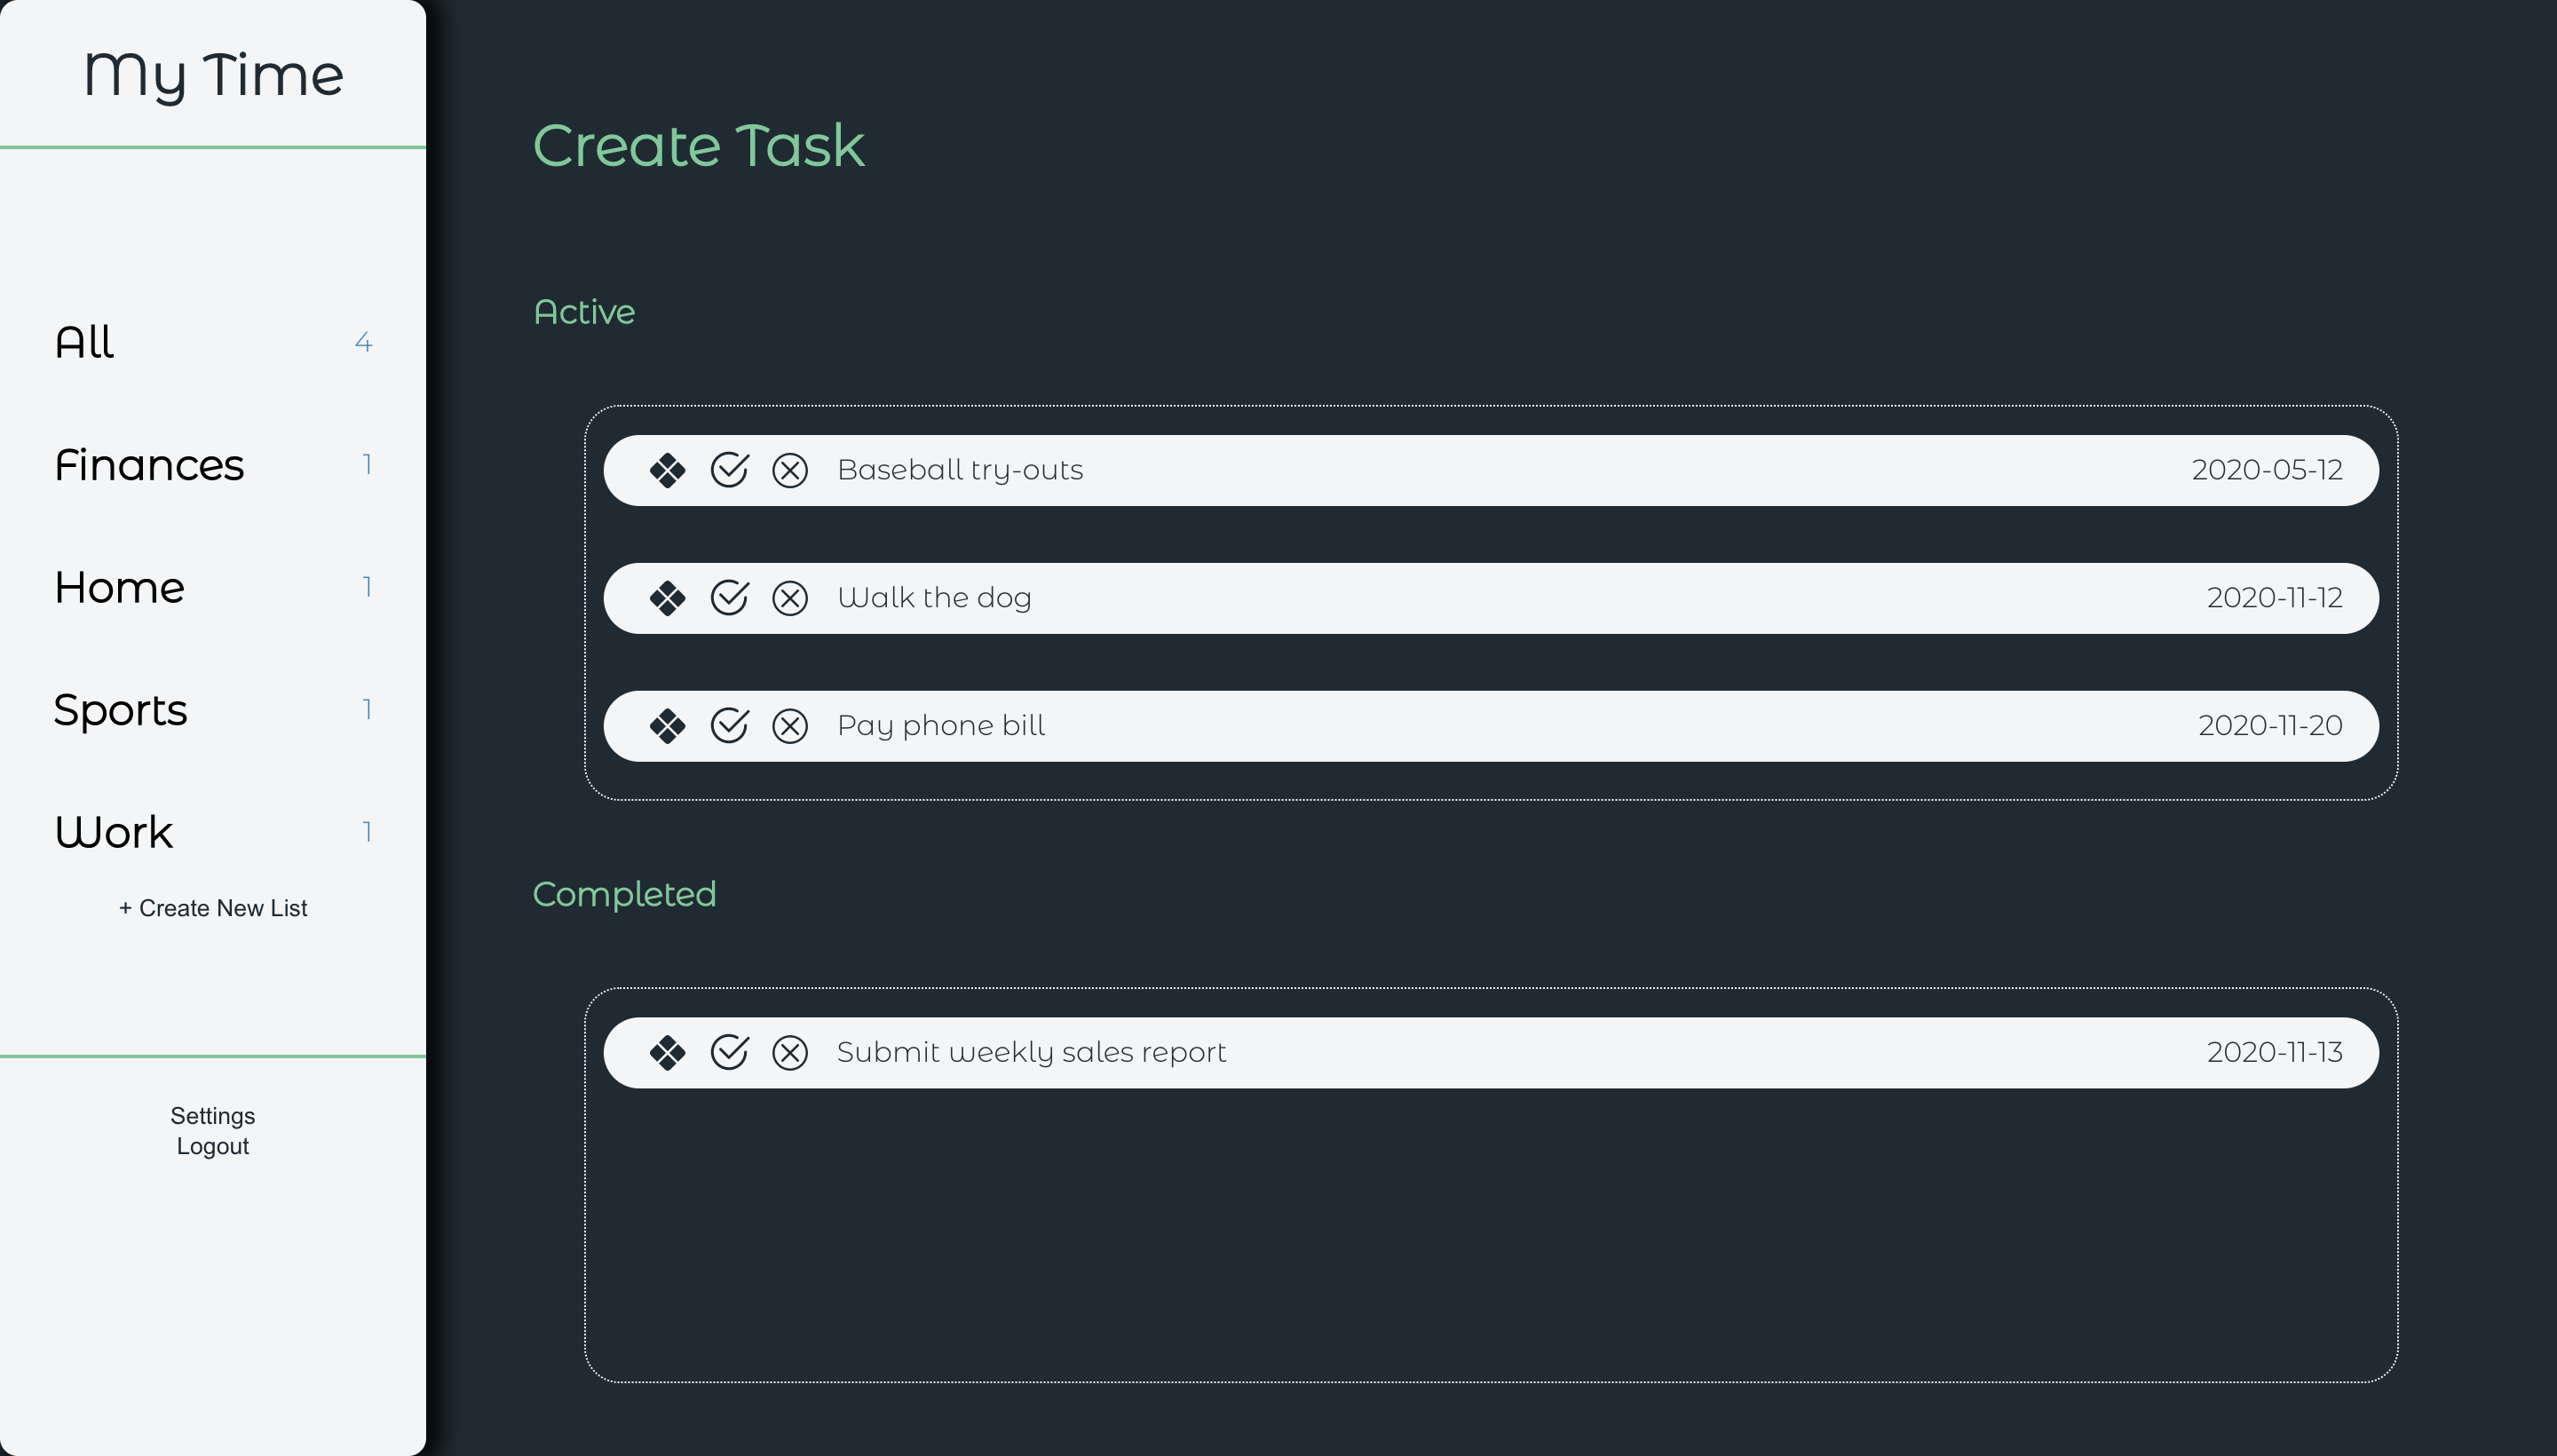 My Time
All 4
Finances 1
Home 1
Sports 1
Work 1
+ Create New List
Settings
Logout
Create Task
Active
Baseball try-outs 2020-05-12
Walk the dog 2020-11-12
Pay phone bill 2020-11-20
Completed
Submit weekly sales report 2020-11-13